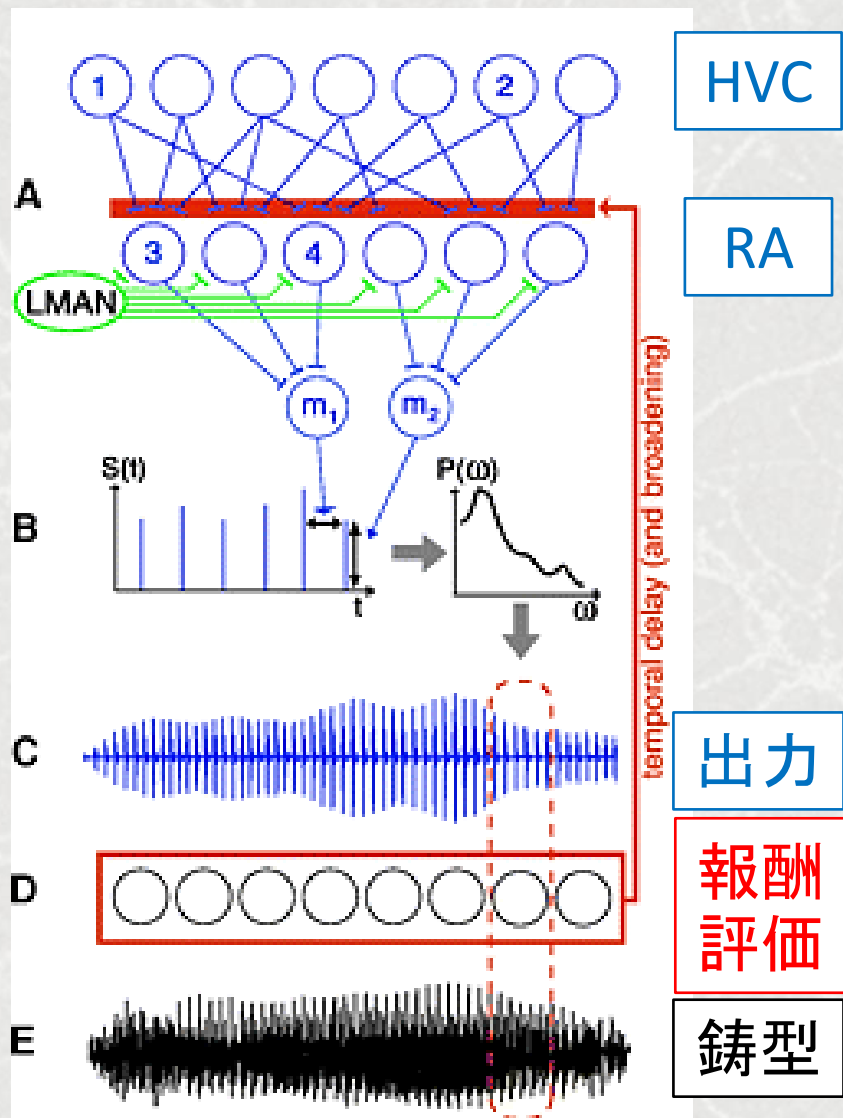 1
2
HVC
A
3
4
RA
LMAN
m1
m2
S(t)
P(ω)
B
t
ω
temporal delay (and broadening)
C
出力
D
報酬
評価
E
鋳型